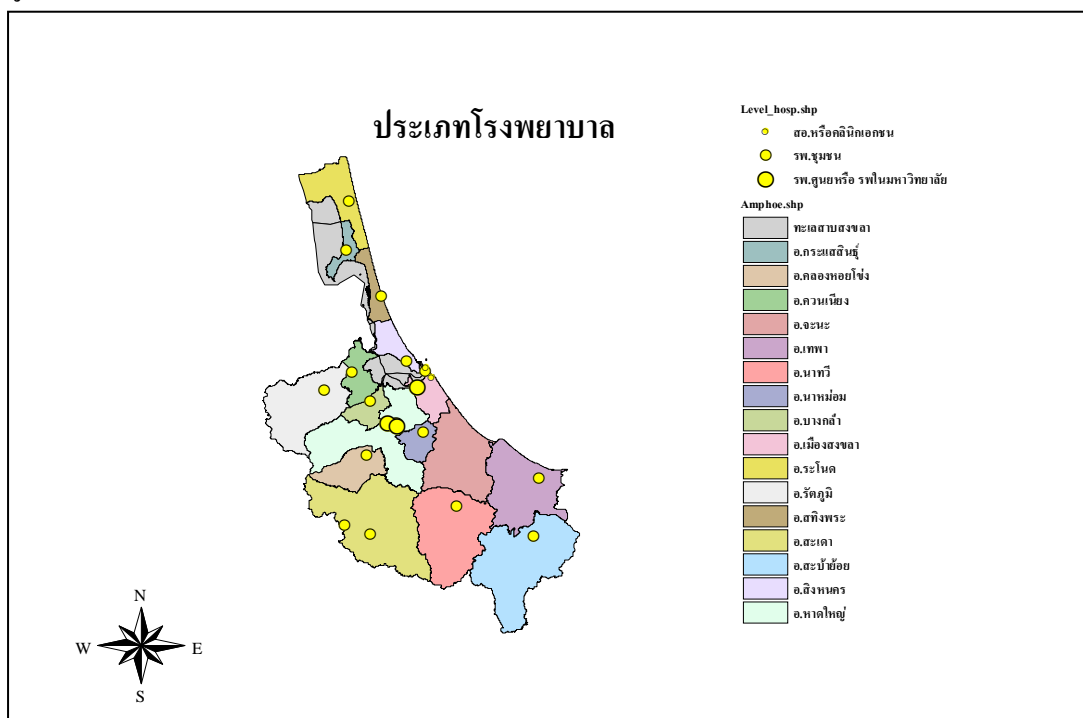 ประเภทโรงพยาบาล
Level_hosp.shp
สอ.หรือคลินิกเอกชน
รพ.ชุมชน
รพ.ศูนยหรือ รพในมหาวิทยาลัย
Amphoe.shp
ทะเลสาบสงขลา
อ.กระแสสินธุ์
อ.คลองหอยโข่ง
อ.ควนเนียง
อ.จะนะ
อ.เทพา
อ.นาทวี
อ.นาหม่อม
อ.บางกล่ำ
อ.เมืองสงขลา
อ.ระโนด
อ.รัตภูมิ
อ.สทิงพระ
อ.สะเดา
อ.สะบ้าย้อย
อ.สิงหนคร
อ.หาดใหญ่
N
W E
S